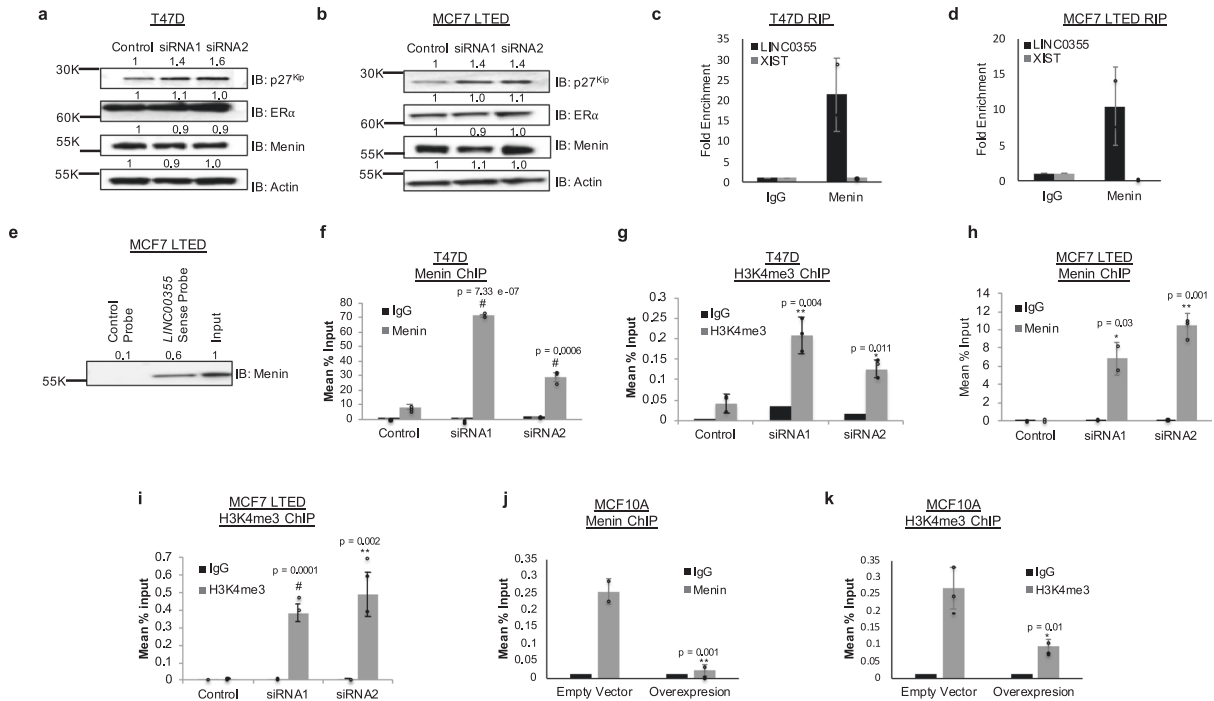 a
T47D
Control siRNA1 siRNA2
1 1.4 1.6
30K
IB: p27Kip
1 1.1 1.0
60K
IB: ERα
1 0.9 0.9
55K
IB: Menin
1 0.9 1.0
55K
IB: Actin
b
MCF7 LTED
Control siRNA1 siRNA2
1 1.4 1.4
30K
IB: p27Kip
1 1.0 1.1
60K
IB: ERα
1 0.9 1.0
55K
IB: Menin
1 1.1 1.0
55K
IB: Actin
c
T47D RIP
LINC0355
XIST
Fold Enrcihment
35
30
25
20
15
10
5
0
IgG Menin
d
MCF7 LTED RIP
LINC0355
XIST
Fold Enrichment
20
15
10
5
0
IgG Menin
e
MCF7 LTED
Control Probe
LINC00355 Sense Probe
Input
0.1 0.6 1
55K
IB: Menin
f
T47D
Menin ChIP
p = 7.33 e-07
#
IgG
Menin
p = 0.0006
#
Mean % Input
80
70
60
50
40
30
20
10
0
Control siRNA1 siRNA2
g
T47D
H3K4me3 ChIP
IgG
H3K4me3
p = 0.004
**
p = 0.011
*
Mean % Input
0.3
0.25
0.2
0.15
0.1
0.05
0
Control siRNA1 siRNA2
h
MCF7 LTED
Menin ChIP
IgG
Menin
p = 0.03
*
p = 0.001
**
Mean % Input
14
12
10
8
6
4
2
0
Control siRNA1 siRNA2
i
MCF7 LTED
H3K4me3 ChIP
IgG
H3K4me3
p = 0.0001
#
p = 0.002
**
Mean % input
0.7
0.6
0.5
0.4
0.3
0.2
0.1
0
Control siRNA1 siRNA2
j
MCF10A
Menin ChIP
IgG
Menin
p = 0.001
**
Mean % Input
0.35
0.3
0.25
0.2
0.15
0.1
0.05
0
Empty Vector Overexpresion
k
MCF10A
H3K4me3 ChIP
IgG
H3K4me3
p = 0.01
*
Mean % Input
0.35
0.3
0.25
0.2
0.15
0.1
0.05
0
Empty Vector Overexpresion